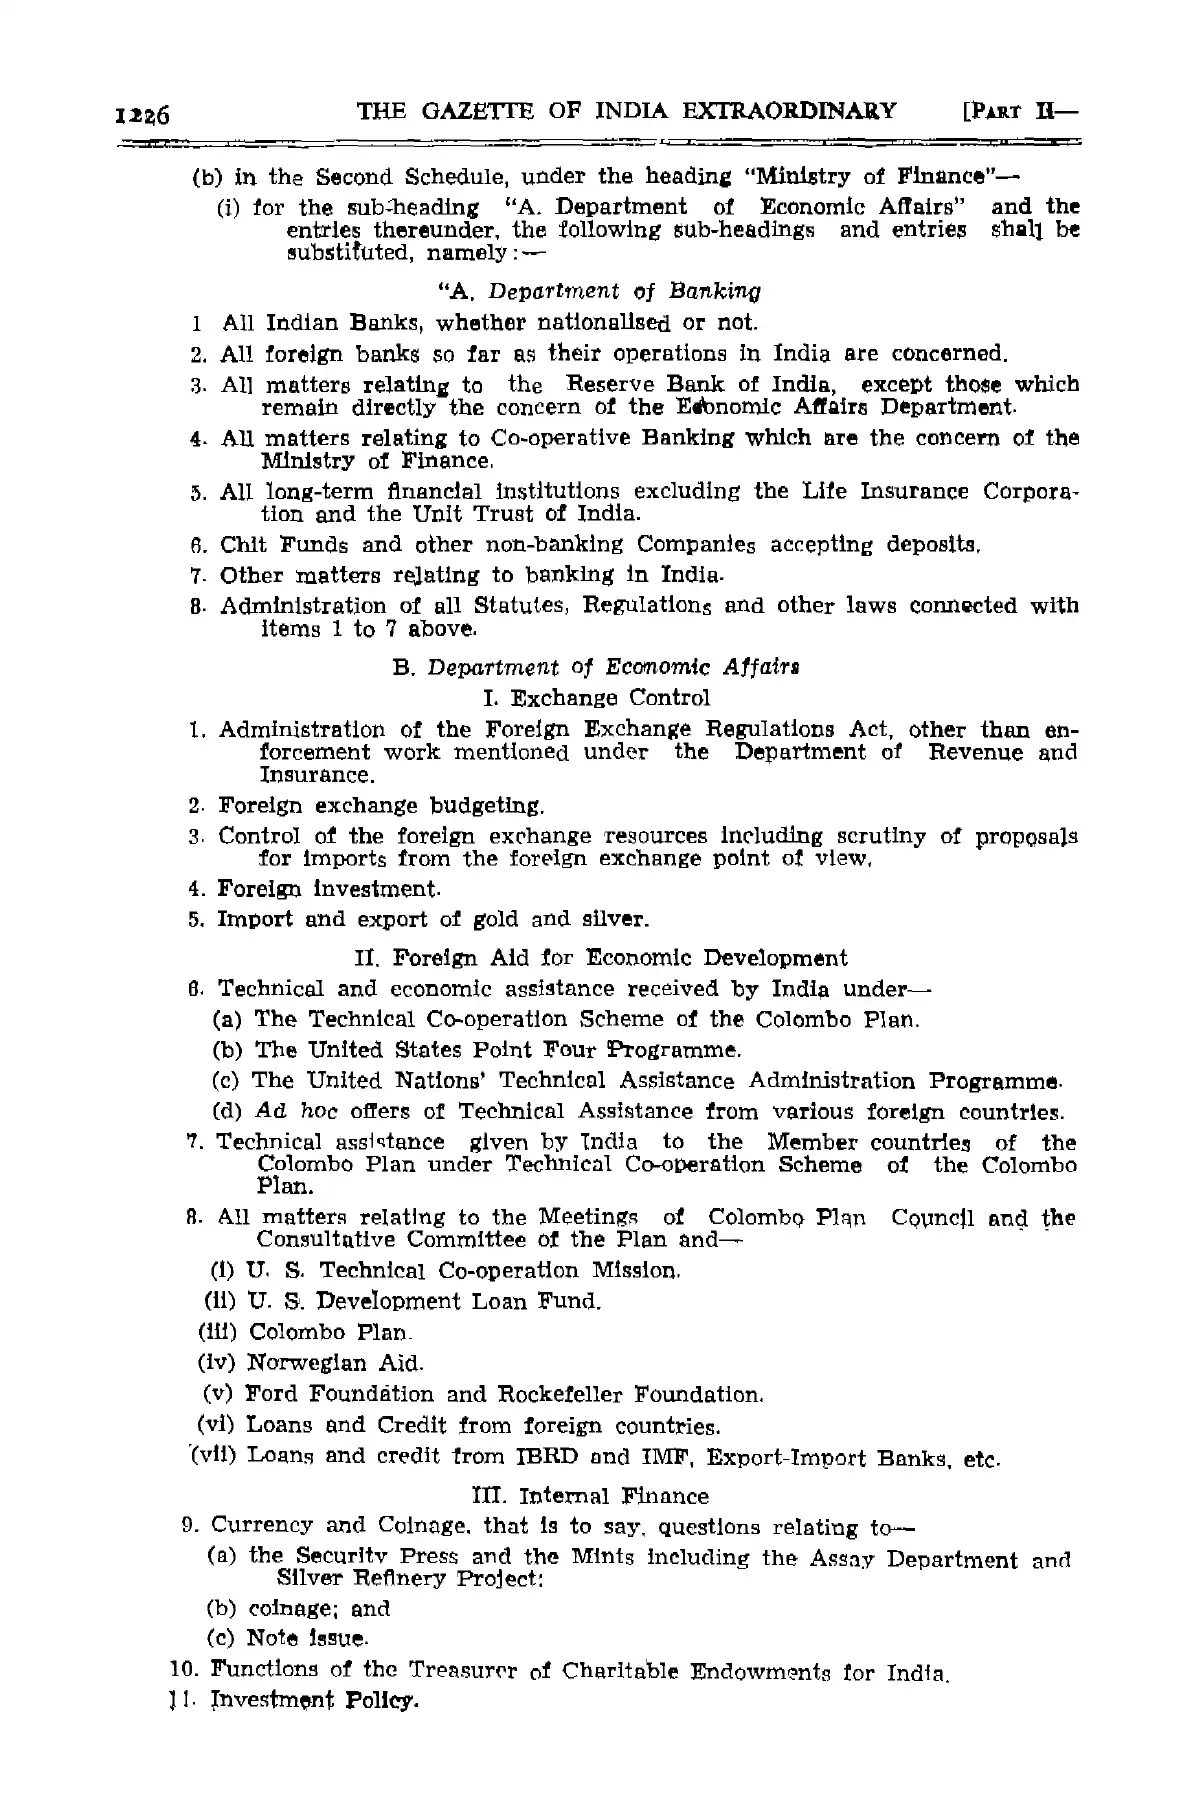 1226 THE GAZETTE OF INDIA EXTRAORDINARY [PART II—
(b) in the Second Schedule, under the heading "Ministry of Finance"—
(i) for the sub-heading "A. Department of Economic Affairs" and the
entries thereunder, the following sub-headings and entries shall be
substituted, namely:—
"A. Department of Banking
1 All Indian Banks, whether nationalised or not.
2. All foreign banks so far as their operations in India are concerned.
3. All matters relating to the Reserve Bank of India, except those which
remain directly the concern of the Economic Affairs Department.
4. All matters relating to Co-operative Banking which are the concern of the
Ministry of Finance.
5. All long-term financial institutions excluding the Life Insurance Corpora-
tion and the Unit Trust of India.
6. Chit Funds and other non-banking Companies accepting deposits.
7. Other matters relating to banking in India.
8. Administration of all Statutes, Regulations and other laws connected with
items 1 to 7 above.
B. Department of Economic Affairs
I. Exchange Control
1. Administration of the Foreign Exchange Regulations Act, other than en-
forcement work mentioned under the Department of Revenue and
Insurance.
2. Foreign exchange budgeting.
3. Control of the foreign exchange resources including scrutiny of proposals
for imports from the foreign exchange point of view.
4. Foreign Investment.
5. Import and export of gold and silver.
II. Foreign Aid for Economic Development
6. Technical and economic assistance received by India under—
(a) The Technical Co-operation Scheme of the Colombo Plan.
(b) The United States Point Four Programme.
(c) The United Nations' Technical Assistance Administration Programme.
(d) Ad hoc offers of Technical Assistance from various foreign countries.
7. Technical assistance given by India to the Member countries of the
Colombo Plan under Technical Co-operation Scheme of the Colombo
Plan.
8. All matters relating to the Meetings of Colombo Plan Council and the
Consultative Committee of the Plan and—
(i) U. S. Technical Co-operation Mission.
(ii) U. S. Development Loan Fund.
(iii) Colombo Plan.
(iv) Norwegian Aid.
(v) Ford Foundation and Rockefeller Foundation.
(vi) Loans and Credit from foreign countries.
(vii) Loans and credit from IBRD and IMF, Export-Import Banks, etc.
III. Internal Finance
9. Currency and Coinage, that is to say, questions relating to—
(a) the Security Press and the Mints including the Assay Department and
Silver Refinery Project:
(b) coinage; and
(c) Note issue.
10. Functions of the Treasurer of Charitable Endowments for India.
11. Investment Policy.